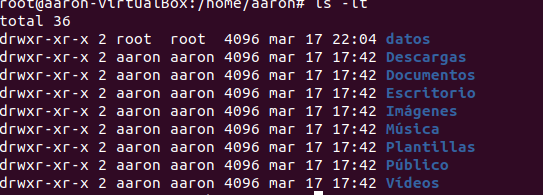 root@aaron-VirtualBox:/home/aaron# ls -lt
total 36
drwxr-xr-x 2 root  root  4096 mar 17 22:04 datos
drwxr-xr-x 2 aaron aaron 4096 mar 17 17:42 Descargas
drwxr-xr-x 2 aaron aaron 4096 mar 17 17:42 Documentos
drwxr-xr-x 2 aaron aaron 4096 mar 17 17:42 Escritorio
drwxr-xr-x 2 aaron aaron 4096 mar 17 17:42 Imágenes
drwxr-xr-x 2 aaron aaron 4096 mar 17 17:42 Música
drwxr-xr-x 2 aaron aaron 4096 mar 17 17:42 Plantillas
drwxr-xr-x 2 aaron aaron 4096 mar 17 17:42 Público
drwxr-xr-x 2 aaron aaron 4096 mar 17 17:42 Vídeos